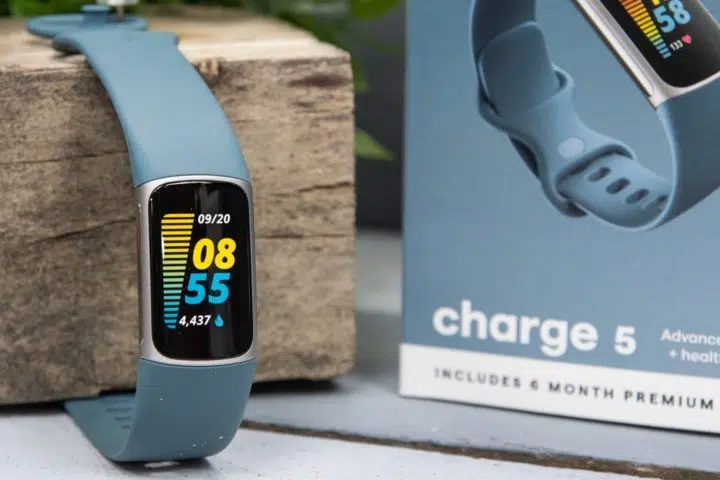 09/20
08
55
4,437
58
133
charge 5
Advance
+ healt
INCLUDES 6 MONTH PREMIUM